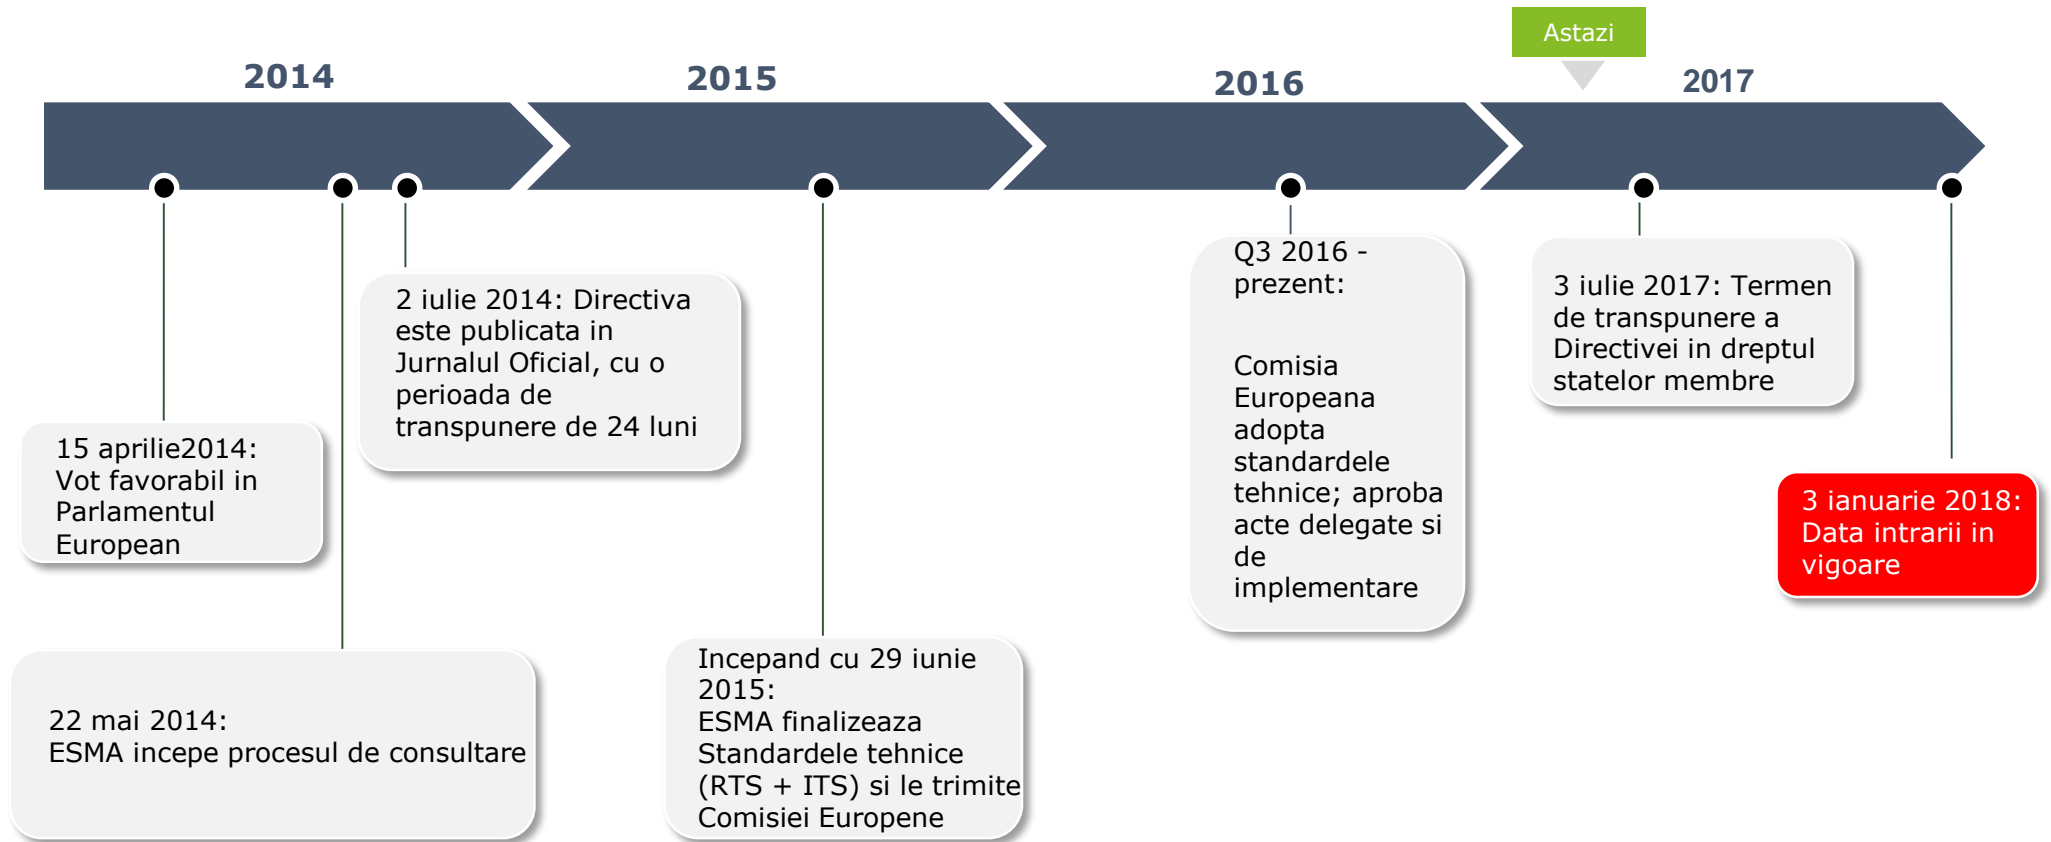 Astazi
2014
2015
2016
2017
15 aprilie2014:
Vot favorabil in
Parlamentul
European
22 mai 2014:
ESMA incepe procesul de consultare
2 iulie 2014: Directiva
este publicata in
Jurnalul Oficial, cu o
perioada de
transpunere de 24 luni
Incepand cu 29 iunie
2015:
ESMA finalizeaza
Standardele tehnice
(RTS + ITS) si le trimite
Comisiei Europene
Q3 2016 -
prezent:
Comisia
Europeana
adopta
standardele
tehnice; aproba
acte delegate si
de
implementare
3 iulie 2017: Termen
de transpunere a
Directivei in dreptul
statelor membre
3 ianuarie 2018:
Data intrarii in
vigoare